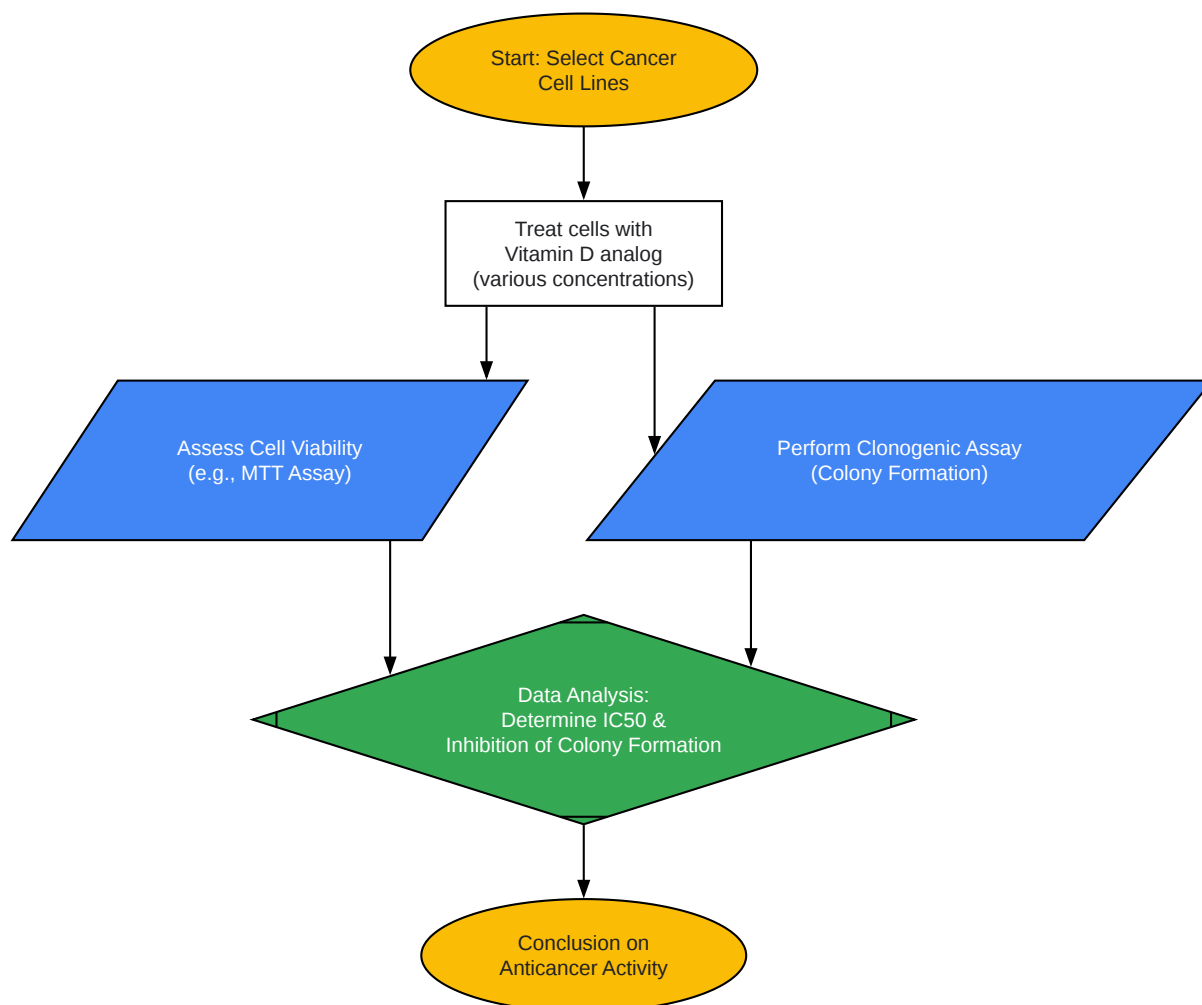 Start: Select Cancer
Cell Lines
Treat cells with
Vitamin D analog
(various concentrations)
Assess Cell Viability
(e.g., MTT Assay)
Perform Clonogenic Assay
(Colony Formation)
Data Analysis:
Determine IC50 &
Inhibition of Colony Formation
Conclusion on
Anticancer Activity